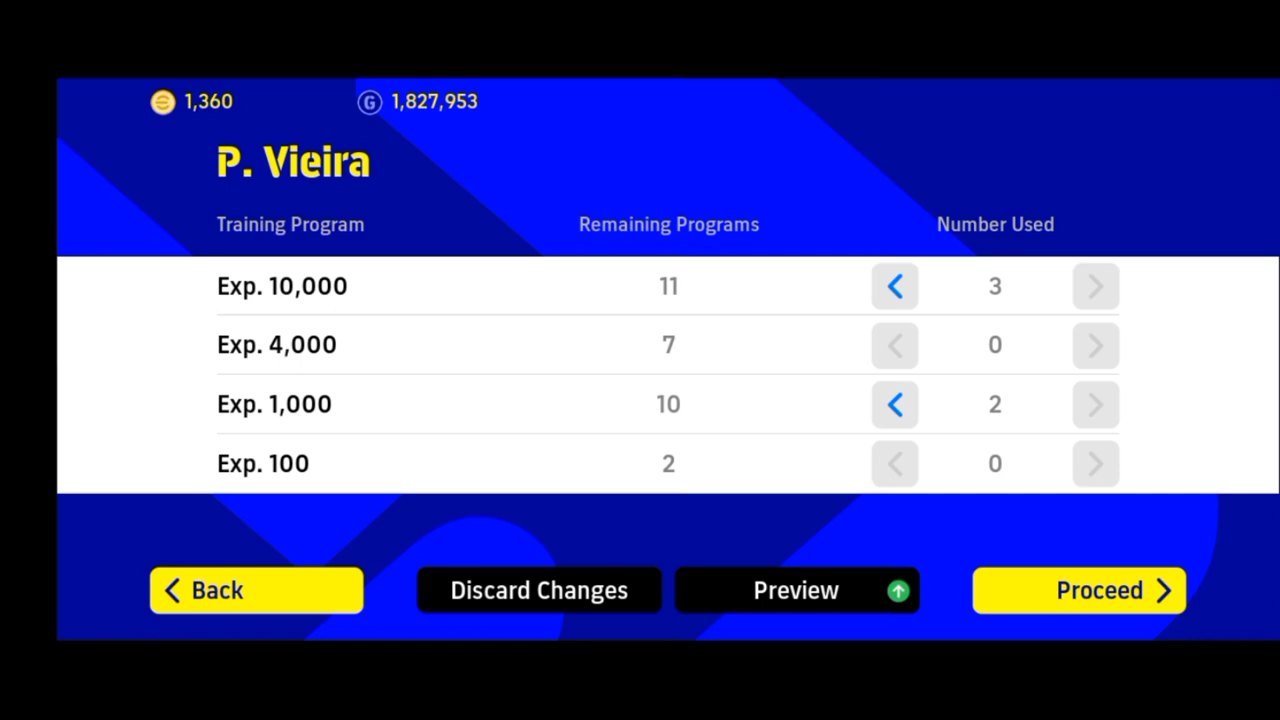 1,360 1,827,953
P. Vieira
Training Program Remaining Programs Number Used
Exp. 10,000 11 3
Exp. 4,000 7 0
Exp. 1,000 10 2
Exp. 100 2 0
Back Discard Changes Preview Proceed